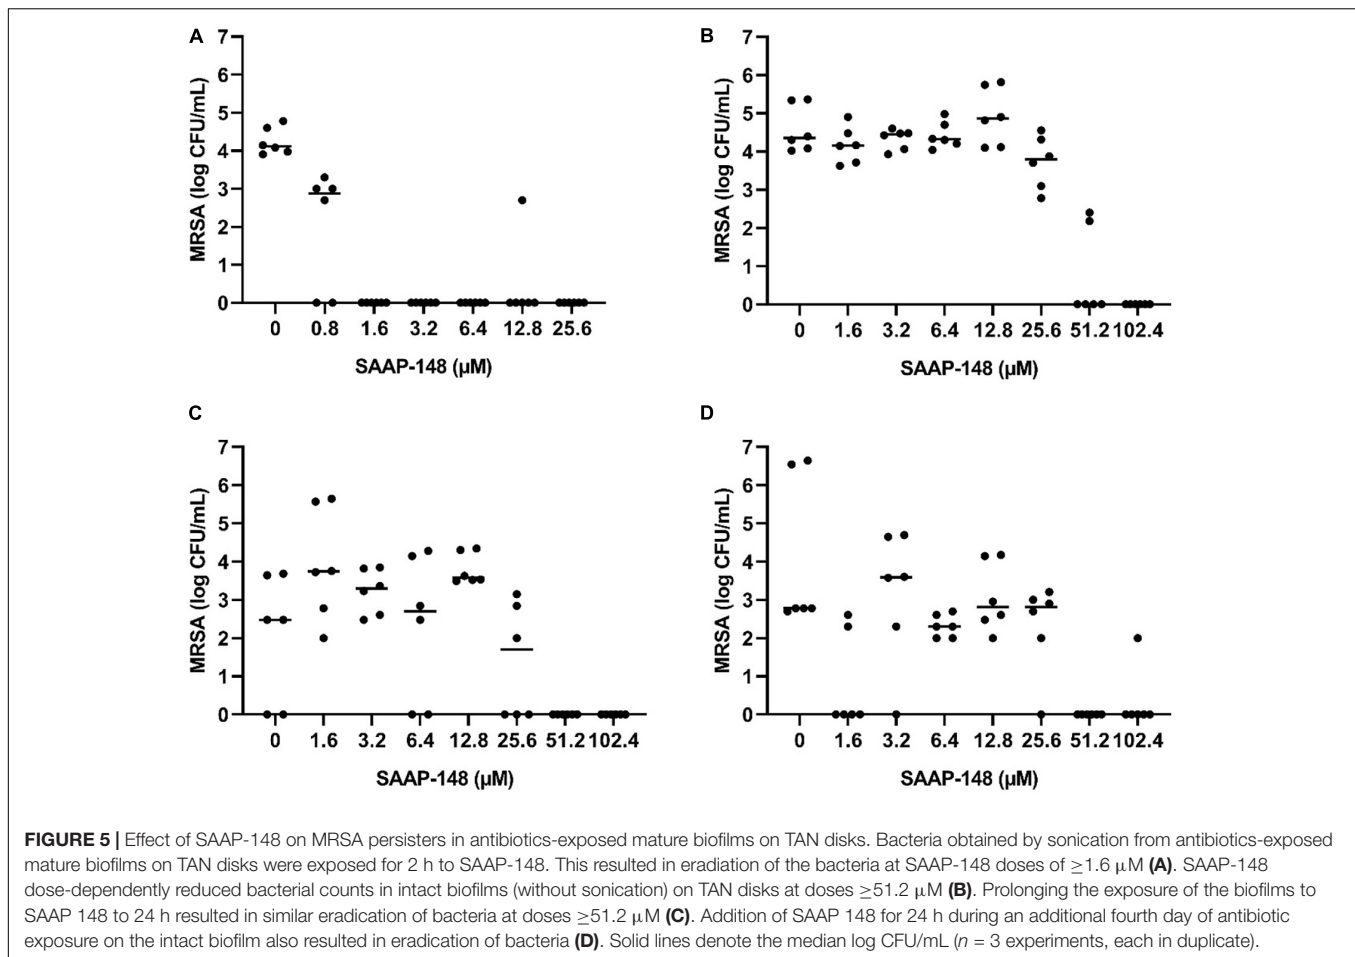 A
7
6
5
4
3
2
1
0
MRSA (log CFU/mL)
0 0.8 1.6 3.2 6.4 12.8 25.6
SAAP-148 (µM)
B
7
6
5
4
3
2
1
0
MRSA (log CFU/mL)
0 1.6 3.2 6.4 12.8 25.6 51.2 102.4
SAAP-148 (µM)
C
7
6
5
4
3
2
1
0
MRSA (log CFU/mL)
0 1.6 3.2 6.4 12.8 25.6 51.2 102.4
SAAP-148 (µM)
D
7
6
5
4
3
2
1
0
MRSA (log CFU/mL)
0 1.6 3.2 6.4 12.8 25.6 51.2 102.4
SAAP-148 (µM)
FIGURE 5 | Effect of SAAP-148 on MRSA persisters in antibiotics-exposed mature biofilms on TAN disks. Bacteria obtained by sonication from antibiotics-exposed
mature biofilms on TAN disks were exposed for 2 h to SAAP-148. This resulted in eradiation of the bacteria at SAAP-148 doses of ≥1.6 µM (A). SAAP-148
dose-dependently reduced bacterial counts in intact biofilms (without sonication) on TAN disks at doses ≥51.2 µM (B). Prolonging the exposure of the biofilms to
SAAP 148 to 24 h resulted in similar eradication of bacteria at doses ≥51.2 µM (C). Addition of SAAP 148 for 24 h during an additional fourth day of antibiotic
exposure on the intact biofilm also resulted in eradication of bacteria (D). Solid lines denote the median log CFU/mL (n = 3 experiments, each in duplicate).